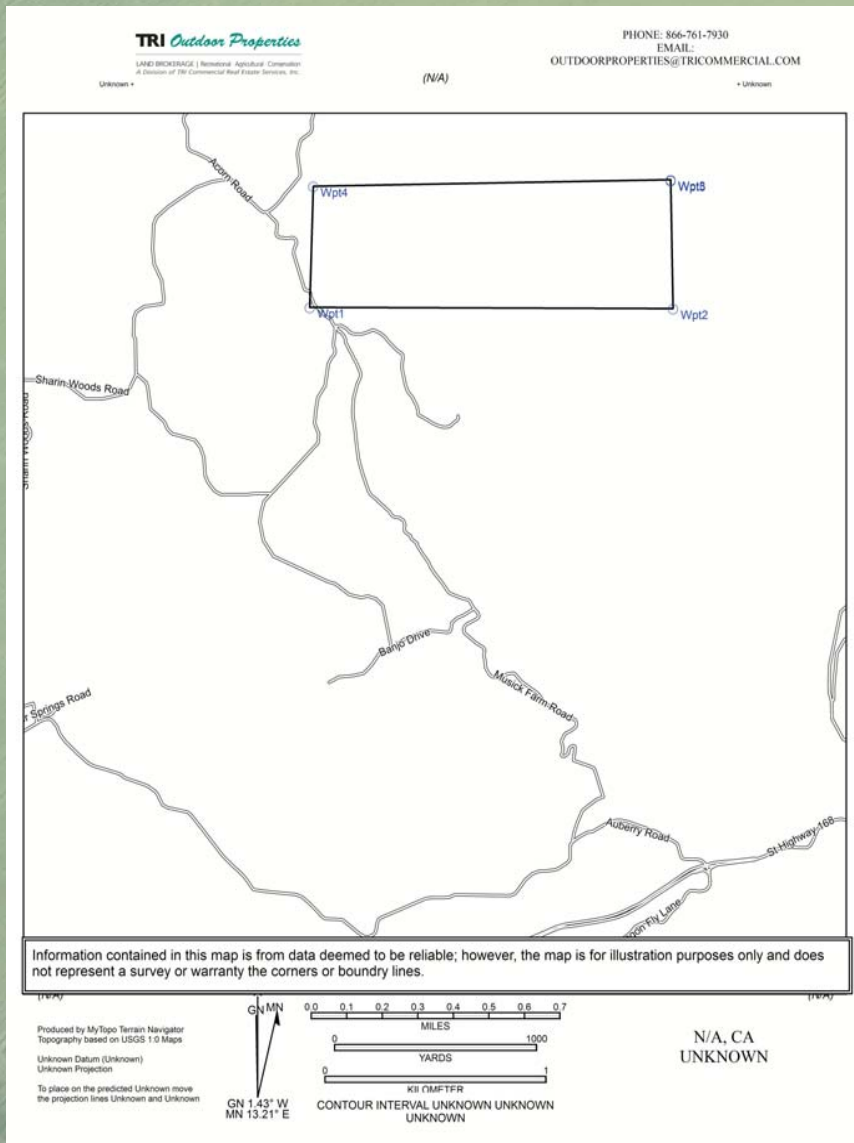 TRI Outdoor Properties
LAND BROKERAGE | Recreational Agricultural Conservation
A Division of TRI Commercial Real Estate Services, Inc.
PHONE: 866-761-7930
EMAIL:
OUTDOORPROPERTIES@TRICOMMERCIAL.COM
Unknown +
(N/A)
+ Unknown
Acorn Road
Wpt4
Wpt1
Wpt2
Sharin Woods Road
Sharin Woods Road
Banjo Drive
Musick Farm Road
r Springs Road
Auberry Road
St Highway 168
gon Fly Lane
Information contained in this map is from data deemed to be reliable; however, the map is for illustration purposes only and does
not represent a survey or warranty the corners or boundry lines.
(N/A)
(N/A)
GN MN
0.0 0.1 0.2 0.3 0.4 0.5 0.6 0.7
MILES
0 1000
YARDS
0 1
KILOMETER
GN 1.43° W
MN 13.21° E
CONTOUR INTERVAL UNKNOWN UNKNOWN
UNKNOWN
Produced by MyTopo Terrain Navigator
Topography based on USGS 1:0 Maps
Unknown Datum (Unknown)
Unknown Projection
To place on the predicted Unknown move
the projection lines Unknown and Unknown
N/A, CA
UNKNOWN